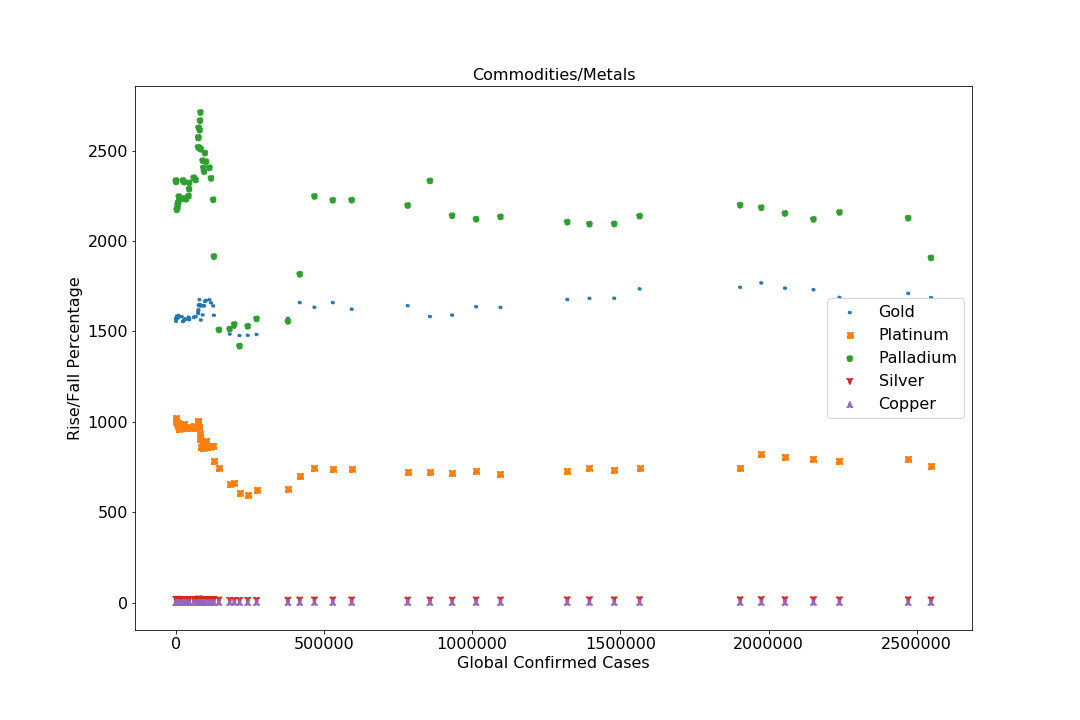 Commodities/Metals
2500
2000
1500
1000
500
0
Rise/Fall Percentage
Gold
Platinum
Palladium
Silver
Copper
0 500000 1000000 1500000 2000000 2500000
Global Confirmed Cases